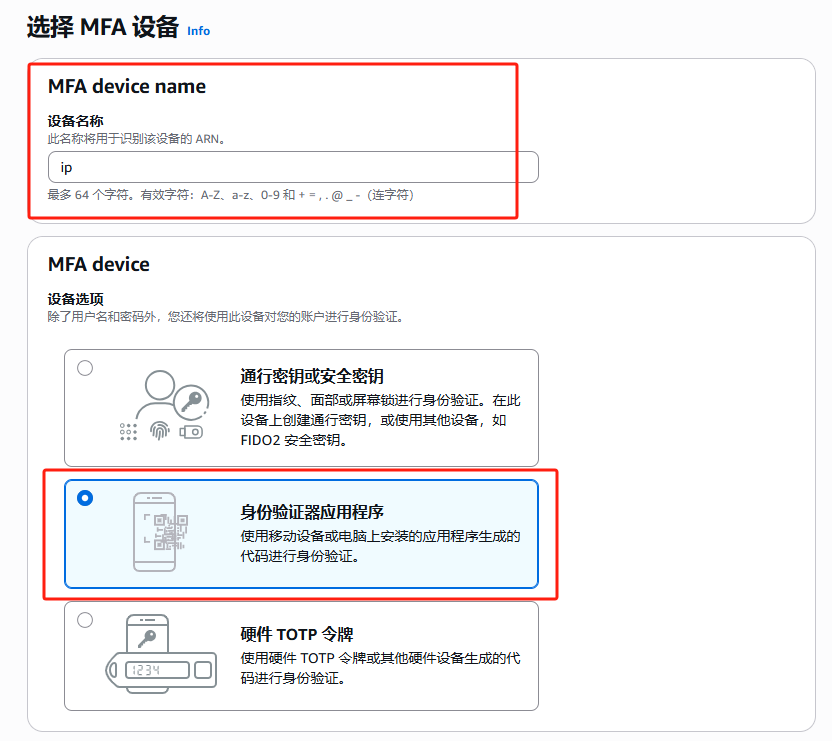 选择 MFA 设备 Info
MFA device name
设备名称
此名称将用于识别该设备的 ARN。
ip
最多 64 个字符。有效字符：A-Z、a-z、0-9 和 + = , . @ _ -（连字符）
MFA device
设备选项
除了用户名和密码外，您还将使用此设备对您的账户进行身份验证。
通行密钥或安全密钥
使用指纹、面部或屏幕锁进行身份验证。在此
设备上创建通行密钥，或使用其他设备，如
FIDO2 安全密钥。
身份验证器应用程序
使用移动设备或电脑上安装的应用程序生成的
代码进行身份验证。
硬件 TOTP 令牌
1234
使用硬件 TOTP 令牌或其他硬件设备生成的代
码进行身份验证。